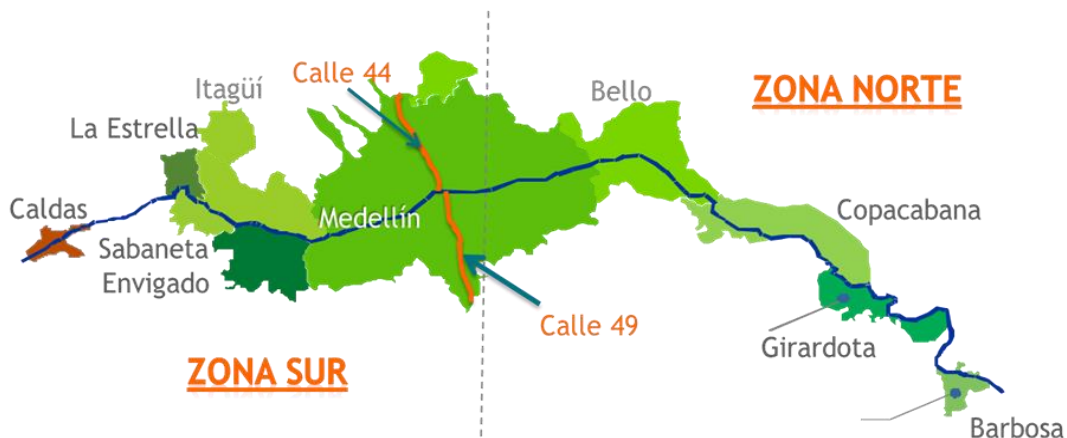 Calle 44
ZONA NORTE
Itagüí
Bello
La Estrella
Caldas
Medellín
Copacabana
Sabaneta
Envigado
Calle 49
Girardota
ZONA SUR
Barbosa